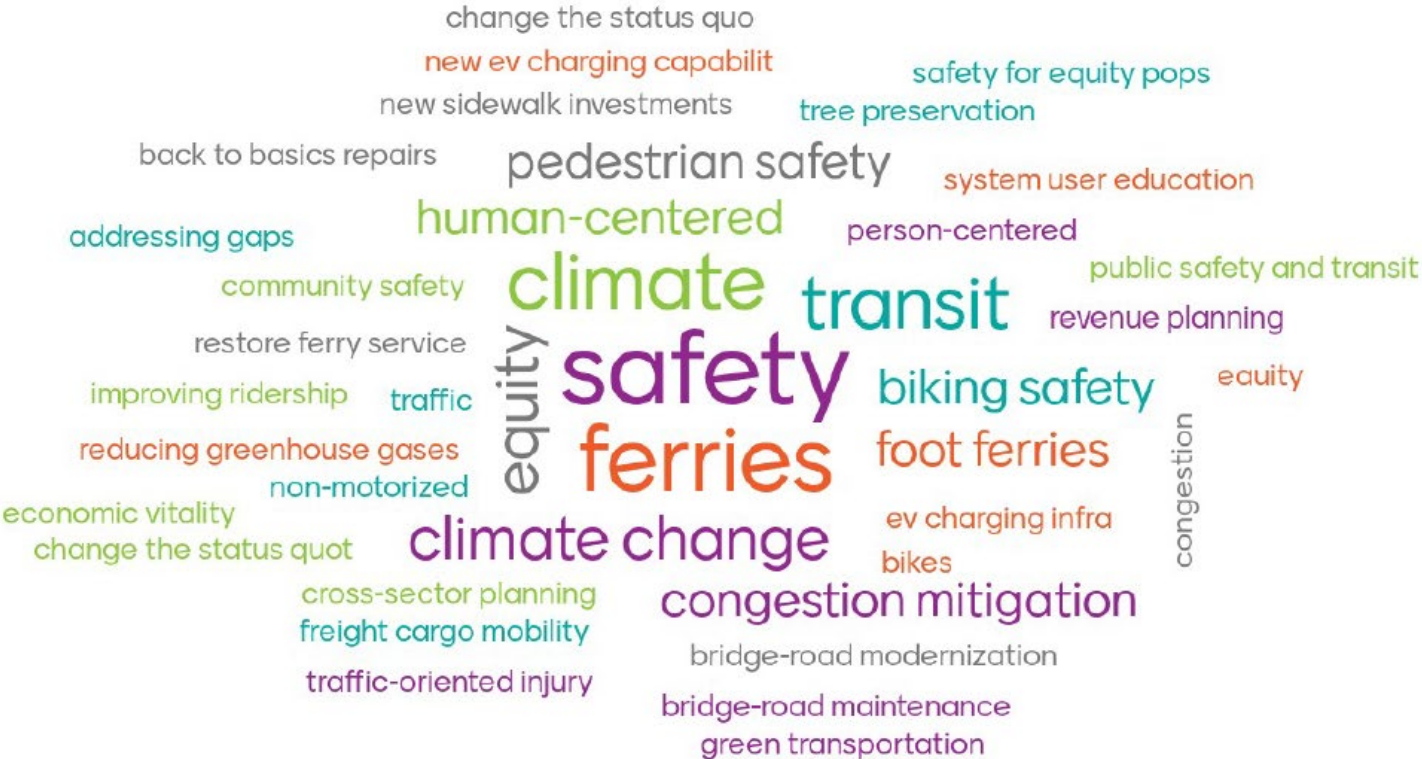 change the status quo
new ev charging capabilit
safety for equity pops
new sidewalk investments
tree preservation
back to basics repairs
pedestrian safety
system user education
human-centered
person-centered
addressing gaps
climate
public safety and transit
community safety
transit
revenue planning
restore ferry service
equity
safety
biking safety
eauity
improving ridership
traffic
reducing greenhouse gases
ferries
foot ferries
congestion
non-motorized
economic vitality
climate change
ev charging infra
change the status quot
bikes
cross-sector planning
congestion mitigation
freight cargo mobility
bridge-road modernization
traffic-oriented injury
bridge-road maintenance
green transportation